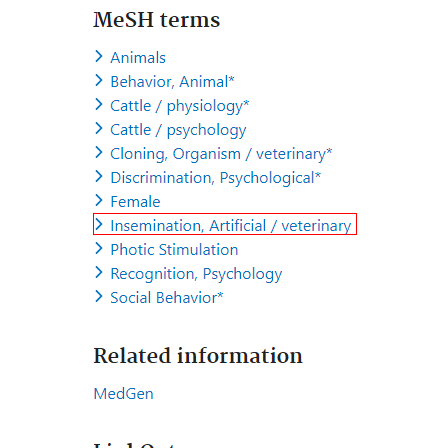 MeSH terms
Animals
Behavior, Animal*
Cattle / physiology*
Cattle / psychology
Cloning, Organism / veterinary*
Discrimination, Psychological*
Female
Insemination, Artificial / veterinary
Photic Stimulation
Recognition, Psychology
Social Behavior*
Related information
MedGen